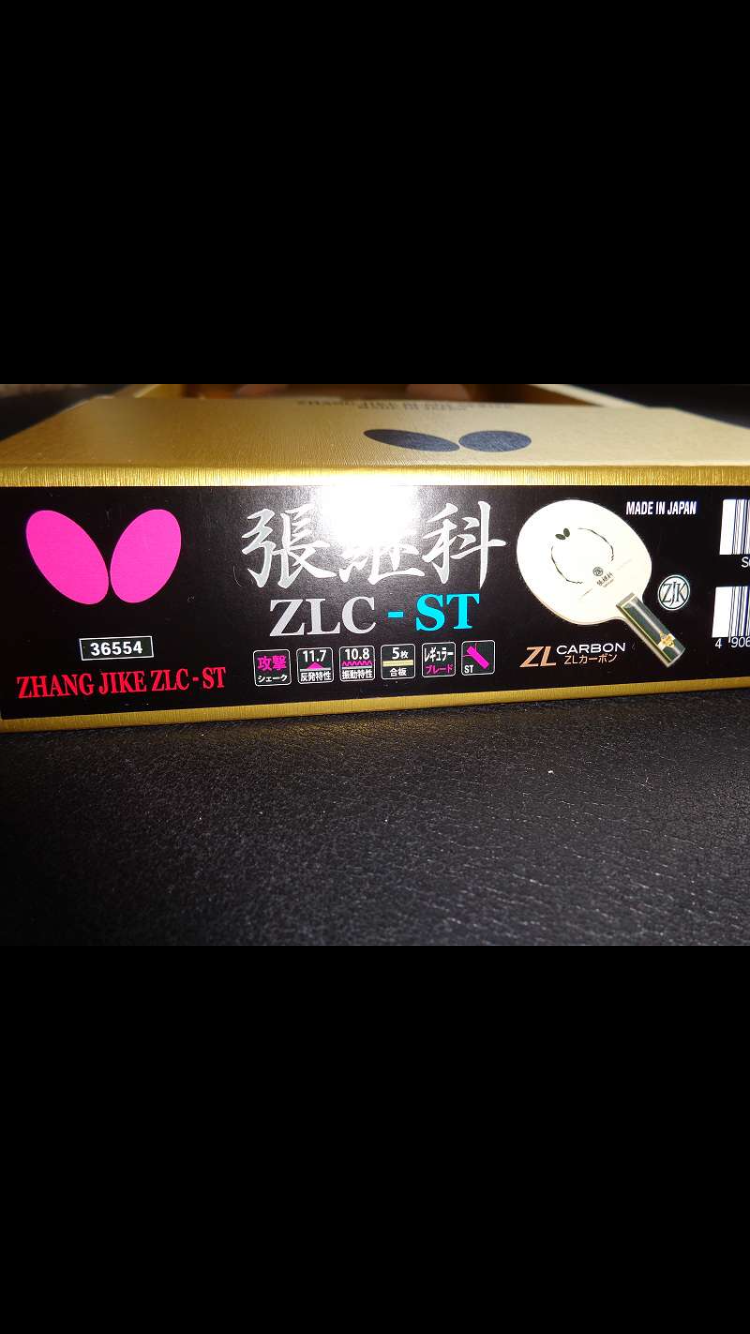 張継科
MADE IN JAPAN
ZLC - ST
ZJK
36554
ZHANG JIKE ZLC - ST
攻撃
シェーク
11.7
反発特性
10.8
振動特性
5枚
合板
レギュラー
ブレード
ST
ZL CARBON
ZLカーボン
4 906